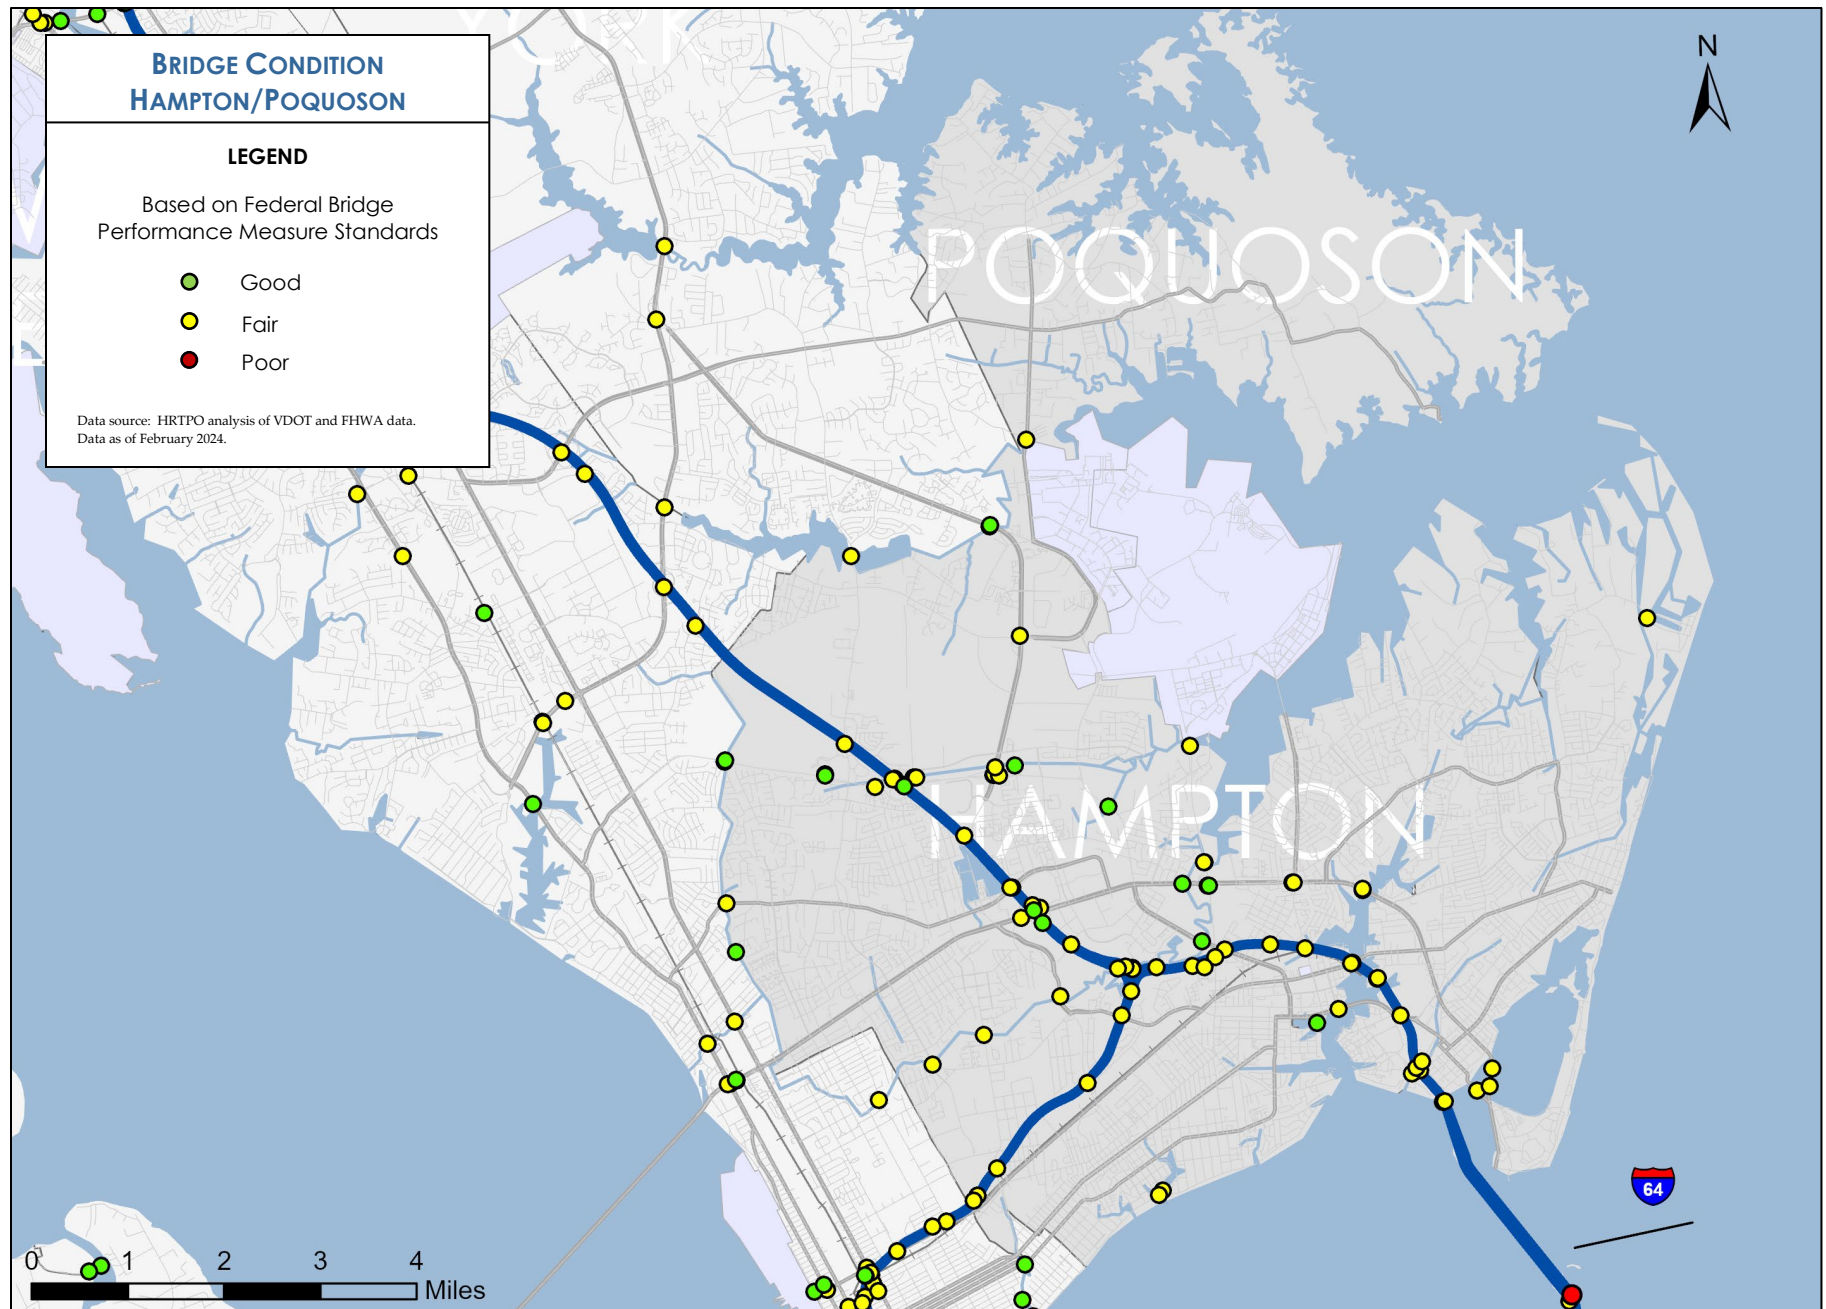 YORK
BRIDGE CONDITION
HAMPTON/POQUOSON
LEGEND
Based on Federal Bridge
Performance Measure Standards
Good
Fair
Poor
Data source: HRTPO analysis of VDOT and FHWA data.
Data as of February 2024.
N
POQUOSON
HAMPTON
64
0 1 2 3 4
Miles